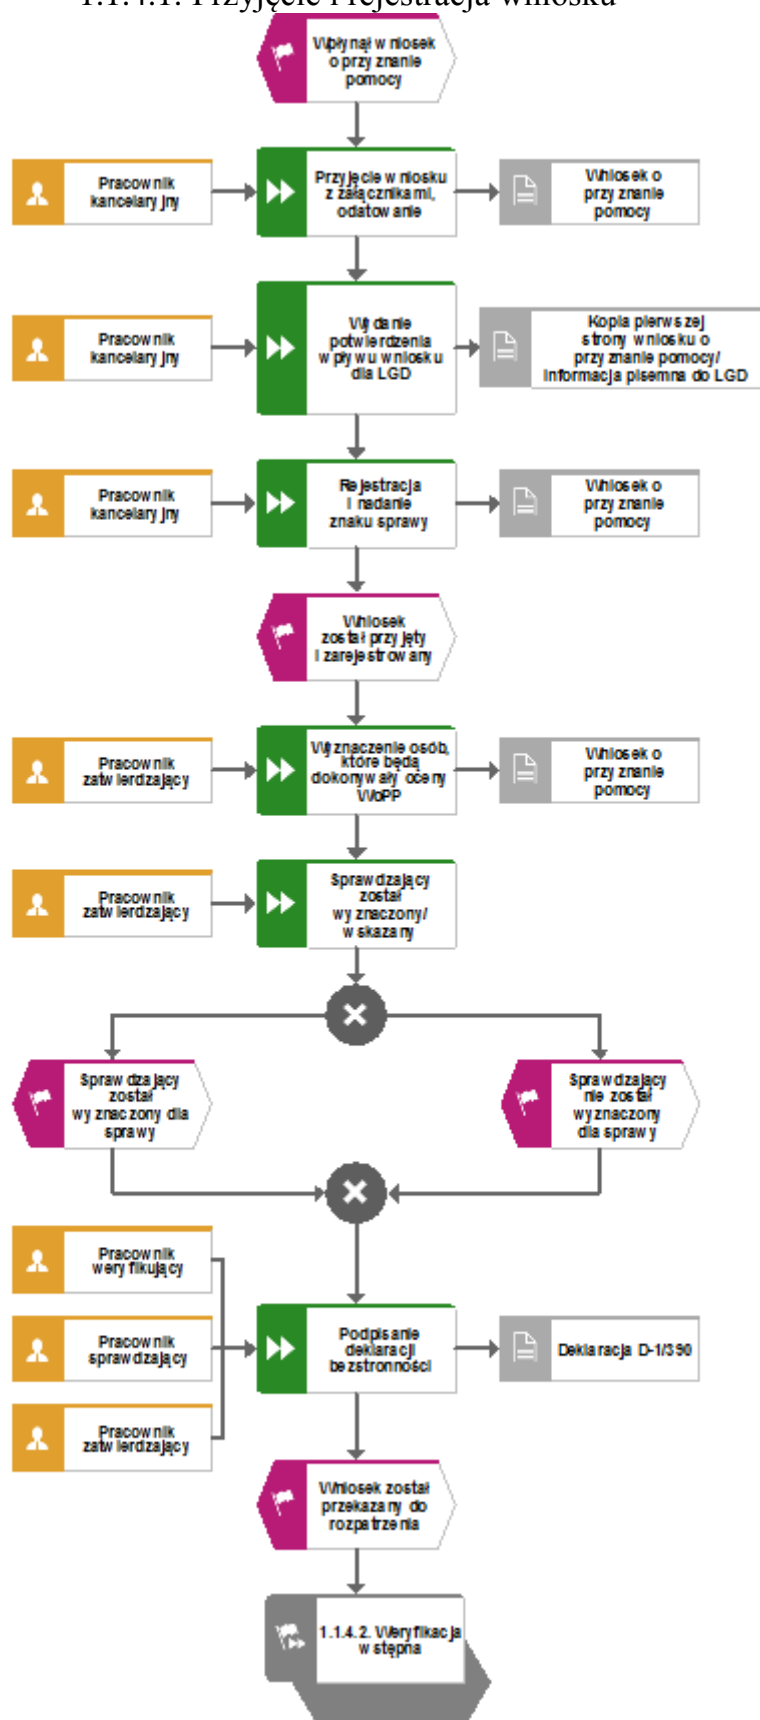 1.1.4.1. Przyjęcie i rejestracja wniosku
Wpłynął wniosek
o przyznanie
pomocy
Pracownik
kancelaryjny
Przyjęcie wniosku
z załącznikami,
odatowanie
Wniosek o
przyznanie
pomocy
Pracownik
kancelaryjny
Wydanie
potwierdzenia
wpływu wniosku
dla LGD
Kopia pierwszej
strony wniosku o
przyznanie pomocy/
Informacja pisemna do LGD
Pracownik
kancelaryjny
Rejestracja
i nadanie
znaku sprawy
Wniosek o
przyznanie
pomocy
Wniosek
został przyjęty
i zarejestrowany
Pracownik
zatwierdzający
Wyznaczenie osób,
które będą
dokonywały oceny
WoPP
Wniosek o
przyznanie
pomocy
Pracownik
zatwierdzający
Sprawdzający
został
wyznaczony/
wskazany
Sprawdzający
został
wyznaczony dla
sprawy
Sprawdzający
nie został
wyznaczony
dla sprawy
Pracownik
weryfikujący
Pracownik
sprawdzający
Pracownik
zatwierdzający
Podpisanie
deklaracji
bezstronności
Deklaracja D-1/390
Wniosek został
przekazany do
rozpatrzenia
1.1.4.2. Weryfikacja
wstępna